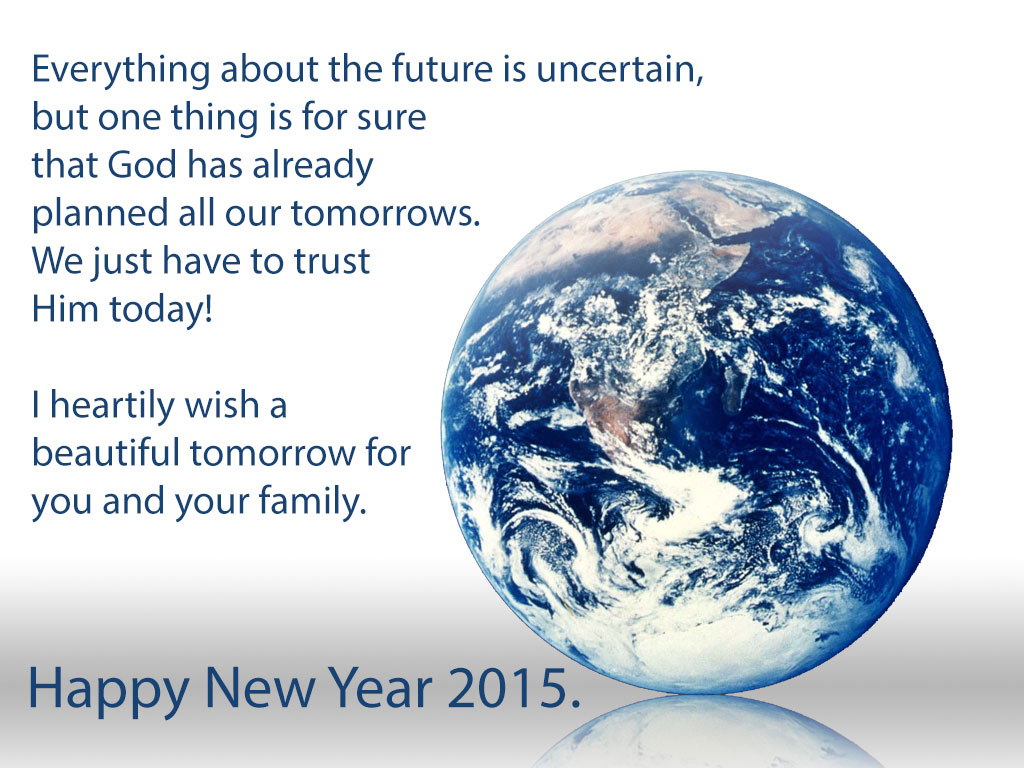 Everything about the future is uncertain,
but one thing is for sure
that God has already
planned all our tomorrows.
We just have to trust
Him today!
I heartily wish a
beautiful tomorrow for
you and your family.
Happy New Year 2015.